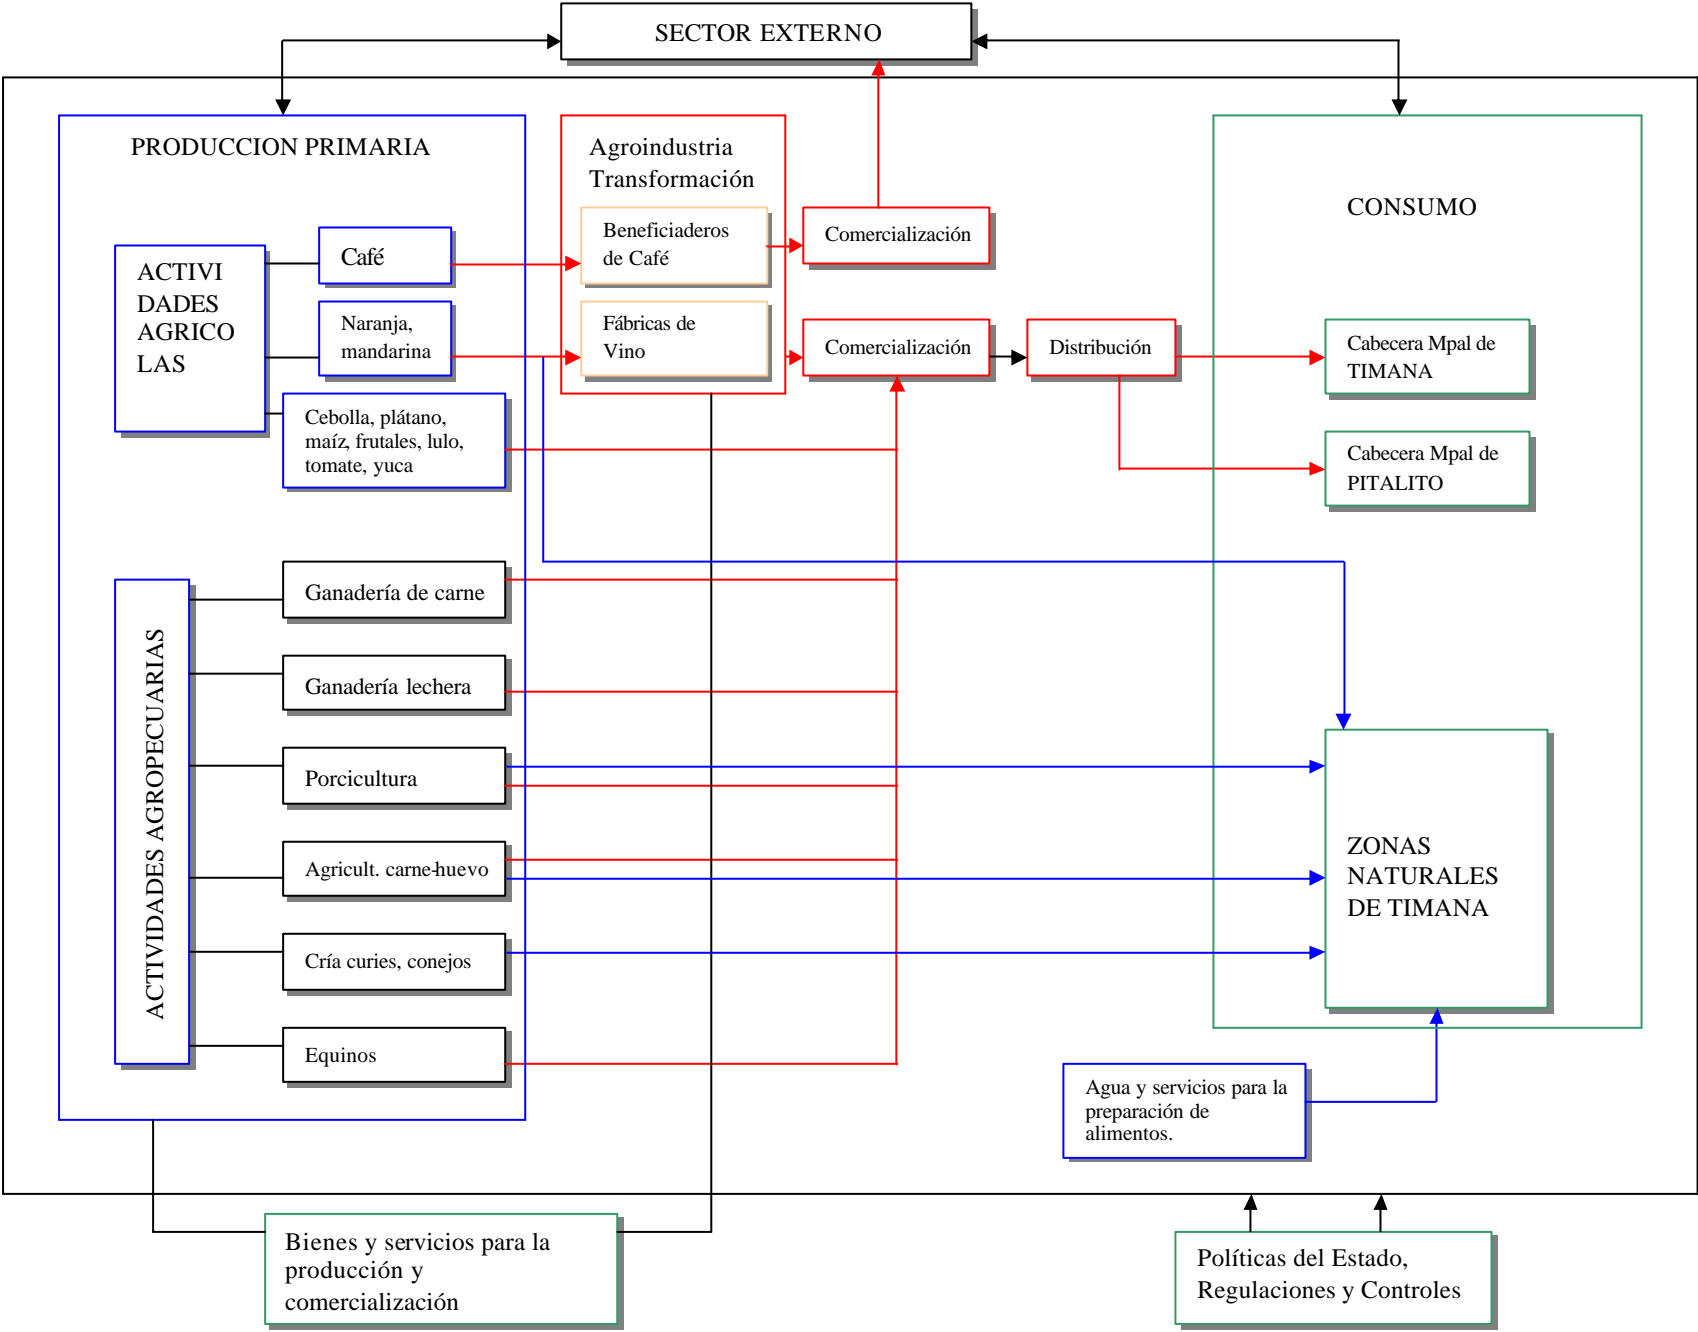 SECTOR EXTERNO
PRODUCCION PRIMARIA
Agroindustria
Transformación
CONSUMO
ACTIVI
DADES
AGRICO
LAS
Café
Naranja,
mandarina
Cebolla, plátano,
maíz, frutales, lulo,
tomate, yuca
Beneficiaderos
de Café
Fábricas de
Vino
Comercialización
Comercialización
Distribución
Cabecera Mpal de
TIMANA
Cabecera Mpal de
PITALITO
ACTIVIDADES AGROPECUARIAS
Ganadería de carne
Ganadería lechera
Porcicultura
Agricult. carne-huevo
Cría curies, conejos
Equinos
ZONAS
NATURALES
DE TIMANA
Agua y servicios para la
preparación de
alimentos.
Bienes y servicios para la
producción y
comercialización
Políticas del Estado,
Regulaciones y Controles